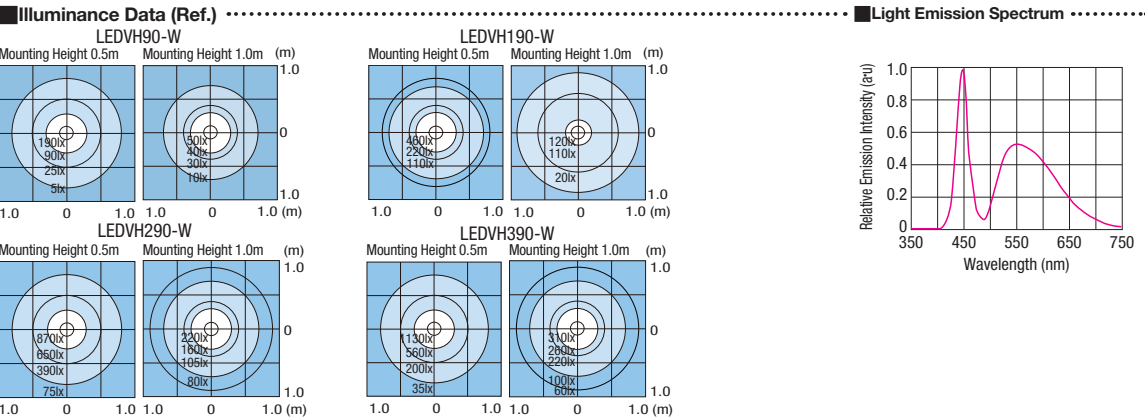 ■Illuminance Data (Ref.)
LEDVH90-W
Mounting Height 0.5m
Mounting Height 1.0m
(m)
190lx
90lx
25lx
5lx
50lx
40lx
30lx
10lx
1.0
0
1.0
1.0
0
1.0
1.0
0
1.0 (m)
LEDVH190-W
Mounting Height 0.5m
Mounting Height 1.0m
(m)
460lx
220lx
110lx
120lx
110lx
20lx
1.0
0
1.0
1.0
0
1.0
1.0
0
1.0 (m)
LEDVH290-W
Mounting Height 0.5m
Mounting Height 1.0m
(m)
870lx
650lx
390lx
75lx
220lx
160lx
105lx
80lx
1.0
0
1.0
1.0
0
1.0
1.0
0
1.0 (m)
LEDVH390-W
Mounting Height 0.5m
Mounting Height 1.0m
(m)
1130lx
560lx
200lx
35lx
310lx
260lx
220lx
100lx
60lx
1.0
0
1.0
1.0
0
1.0
1.0
0
1.0 (m)
■Light Emission Spectrum
Relative Emission Intensity (a•u)
1.0
0.8
0.6
0.4
0.2
0
350
450
550
650
750
Wavelength (nm)